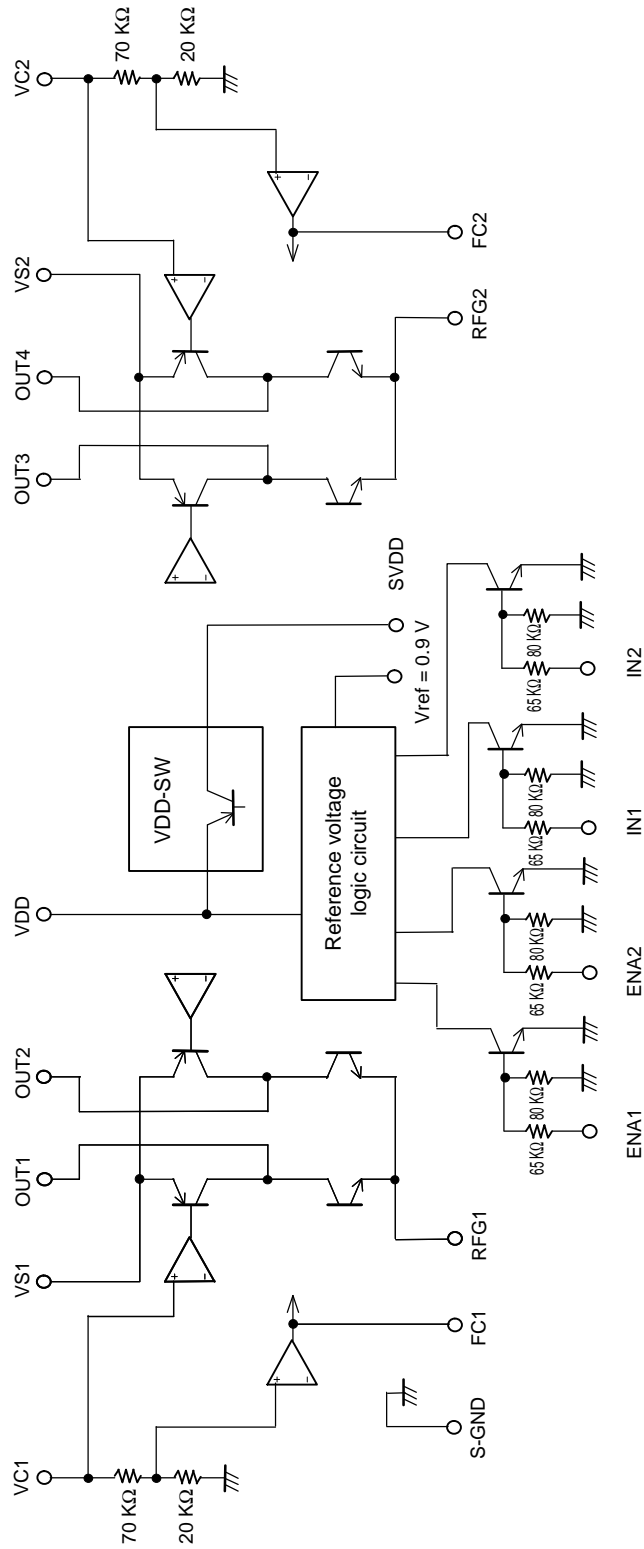 VC1
VS1
OUT1
OUT2
VDD
OUT3
OUT4
VS2
VC2
70 KΩ
20 KΩ
70 KΩ
20 KΩ
+
-
+
-
+
-
+
-
+
-
+
-
VDD-SW
Reference voltage
logic circuit
Vref = 0.9 V
SVDD
S-GND
FC1
RFG1
RFG2
FC2
65 KΩ
80 KΩ
65 KΩ
80 KΩ
65 KΩ
80 KΩ
65 KΩ
80 KΩ
ENA1
ENA2
IN1
IN2